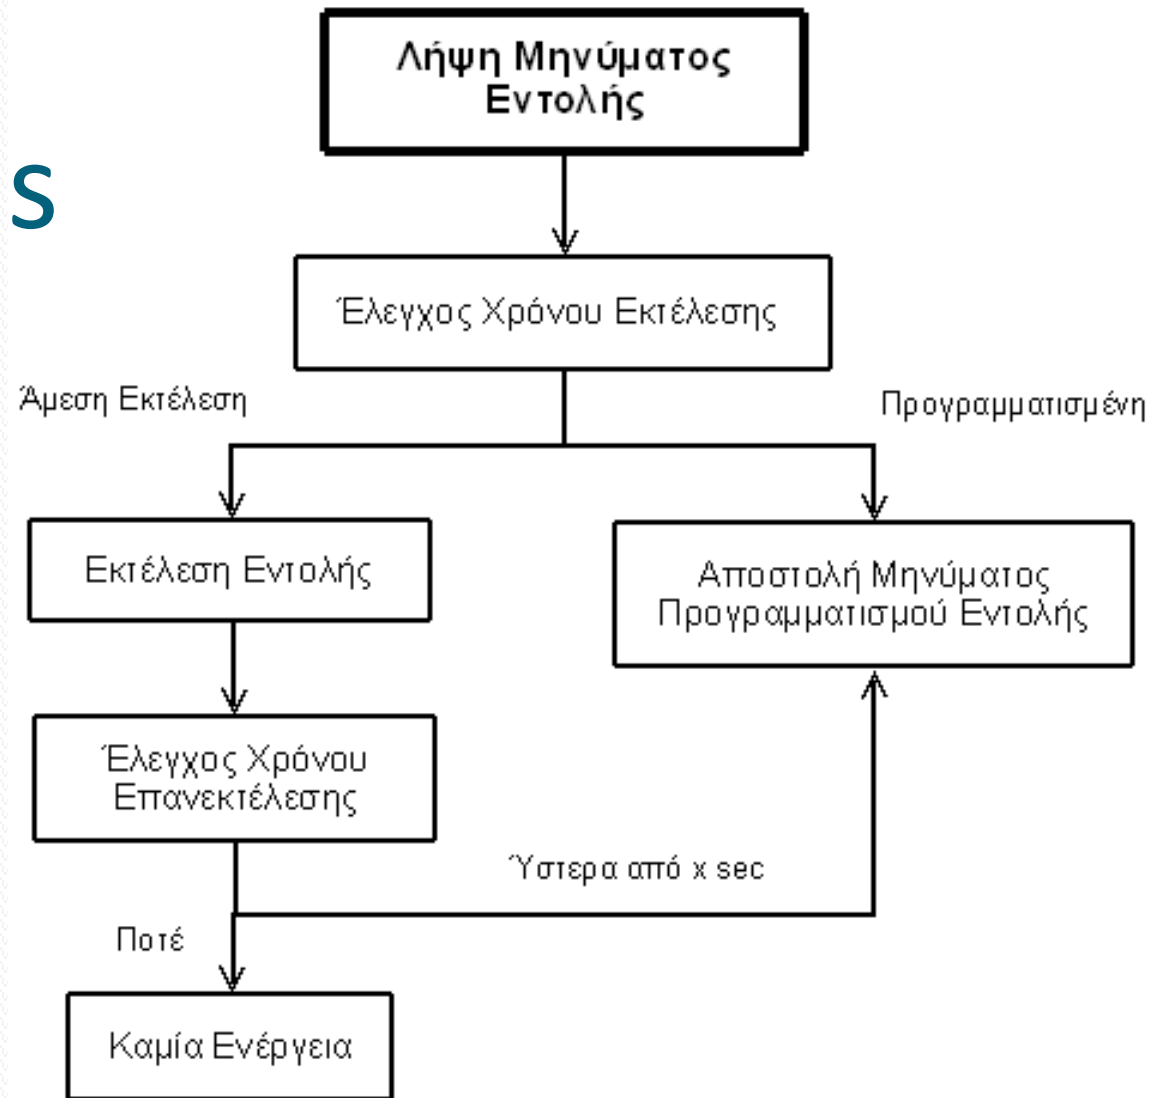 Λήψη Μηνύματος
Εντολής
s
Έλεγχος Χρόνου Εκτέλεσης
Άμεση Εκτέλεση
Προγραμματισμένη
Εκτέλεση Εντολής
Αποστολή Μηνύματος
Προγραμματισμού Εντολής
Έλεγχος Χρόνου
Επανεκτέλεσης
Ύστερα από x sec
Ποτέ
Καμία Ενέργεια